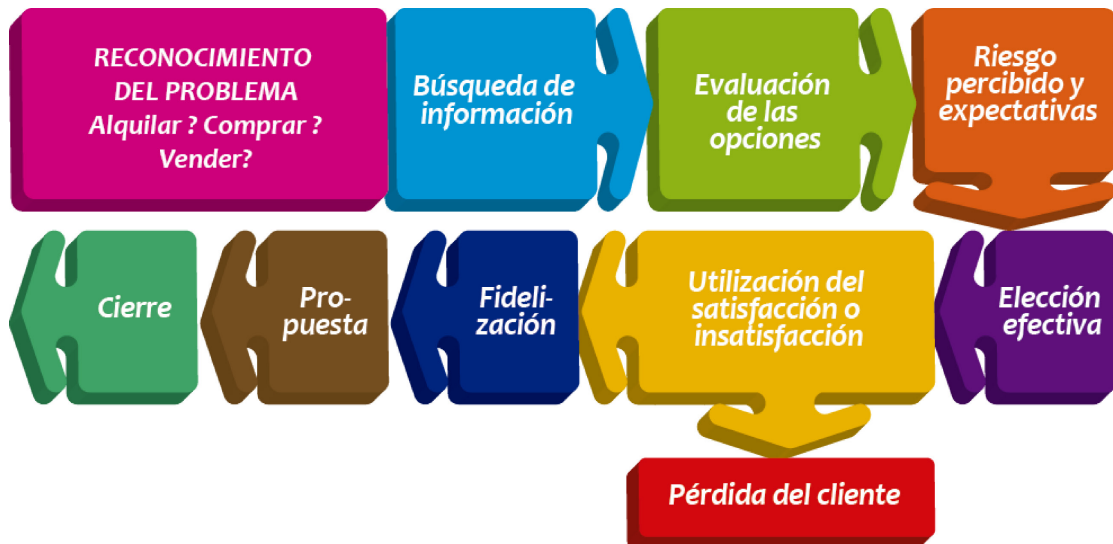 RECONOCIMIENTO
DEL PROBLEMA
Alquilar ? Comprar ?
Vender?
Búsqueda de
información
Evaluación
de las
opciones
Riesgo
percibido y
expectativas
Elección
efectiva
Utilización del
satisfacción o
insatisfacción
Fideli-
zación
Pro-
puesta
Cierre
Pérdida del cliente